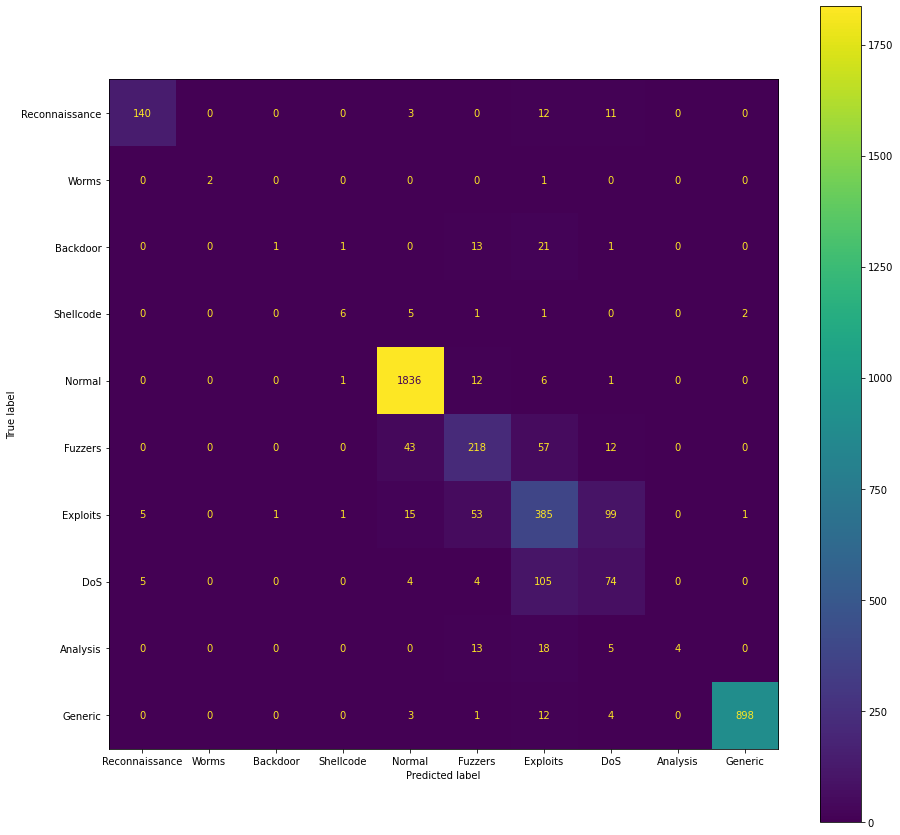 1750
Reconnaissance 140 0 0 0 3 0 12 11 0 0
1500
Worms 0 2 0 0 0 0 1 0 0 0
Backdoor 0 0 1 1 0 13 21 1 0 0
1250
Shellcode 0 0 0 6 5 1 1 0 0 2
1000
Normal 0 0 0 1 1836 12 6 1 0 0
True label
Fuzzers 0 0 0 0 43 218 57 12 0 0
750
Exploits 5 0 1 1 15 53 385 99 0 1
500
DoS 5 0 0 0 4 4 105 74 0 0
Analysis 0 0 0 0 0 13 18 5 4 0
250
Generic 0 0 0 0 3 1 12 4 0 898
Reconnaissance Worms Backdoor Shellcode Normal Fuzzers Exploits DoS Analysis Generic
Predicted label
0